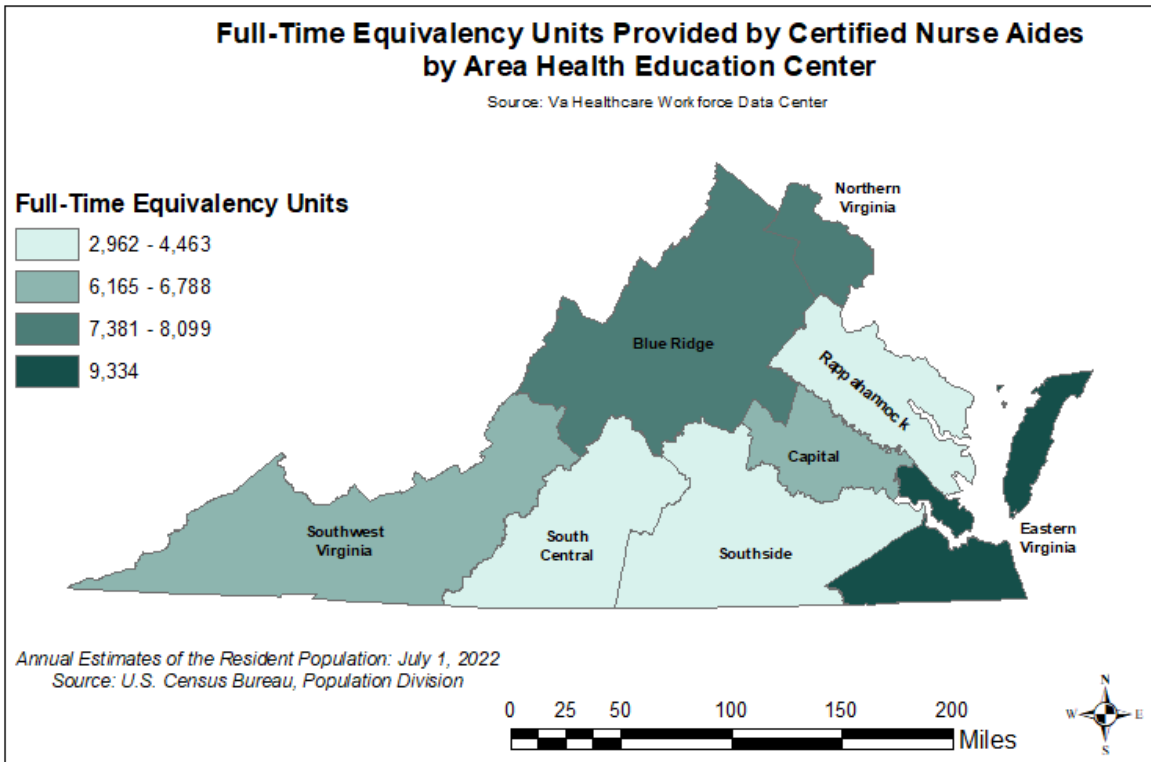 Full-Time Equivalency Units Provided by Certified Nurse Aides
by Area Health Education Center
Source: Va Healthcare Workforce Data Center
Full-Time Equivalency Units
2,962 - 4,463
6,165 - 6,788
7,381 - 8,099
9,334
Northern
Virginia
Blue Ridge
Rappahannock
Capital
Southwest
Virginia
South
Central
Southside
Eastern
Virginia
Annual Estimates of the Resident Population: July 1, 2022
Source: U.S. Census Bureau, Population Division
0 25 50 100 150 200
Miles
N
W E
S